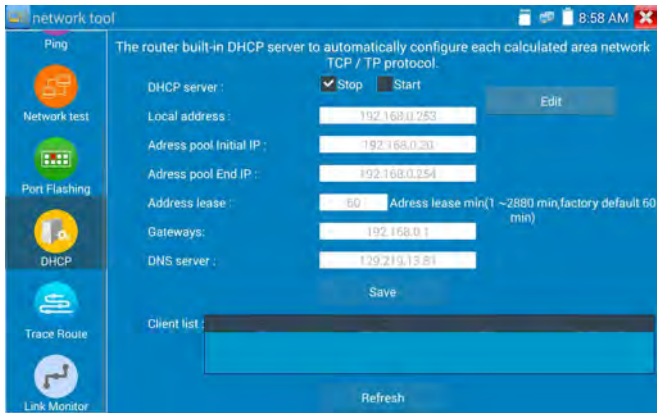 network tool
8:58 AM
Ping
Network test
Port Flashing
DHCP
Trace Route
Link Monitor
The router built-in DHCP server to automatically configure each calculated area network
TCP / TP protocol.
DHCP server :
Stop
Start
Edit
Local address :
192.168.0.253
Adress pool Initial IP :
192.168.0.20
Adress pool End IP :
192.168.0.254
Address lease :
60
Adress lease min(1 ~2880 min,factory default 60
min)
Gateways:
192.168.0.1
DNS server :
129.219.13.81
Save
Client list :
Refresh